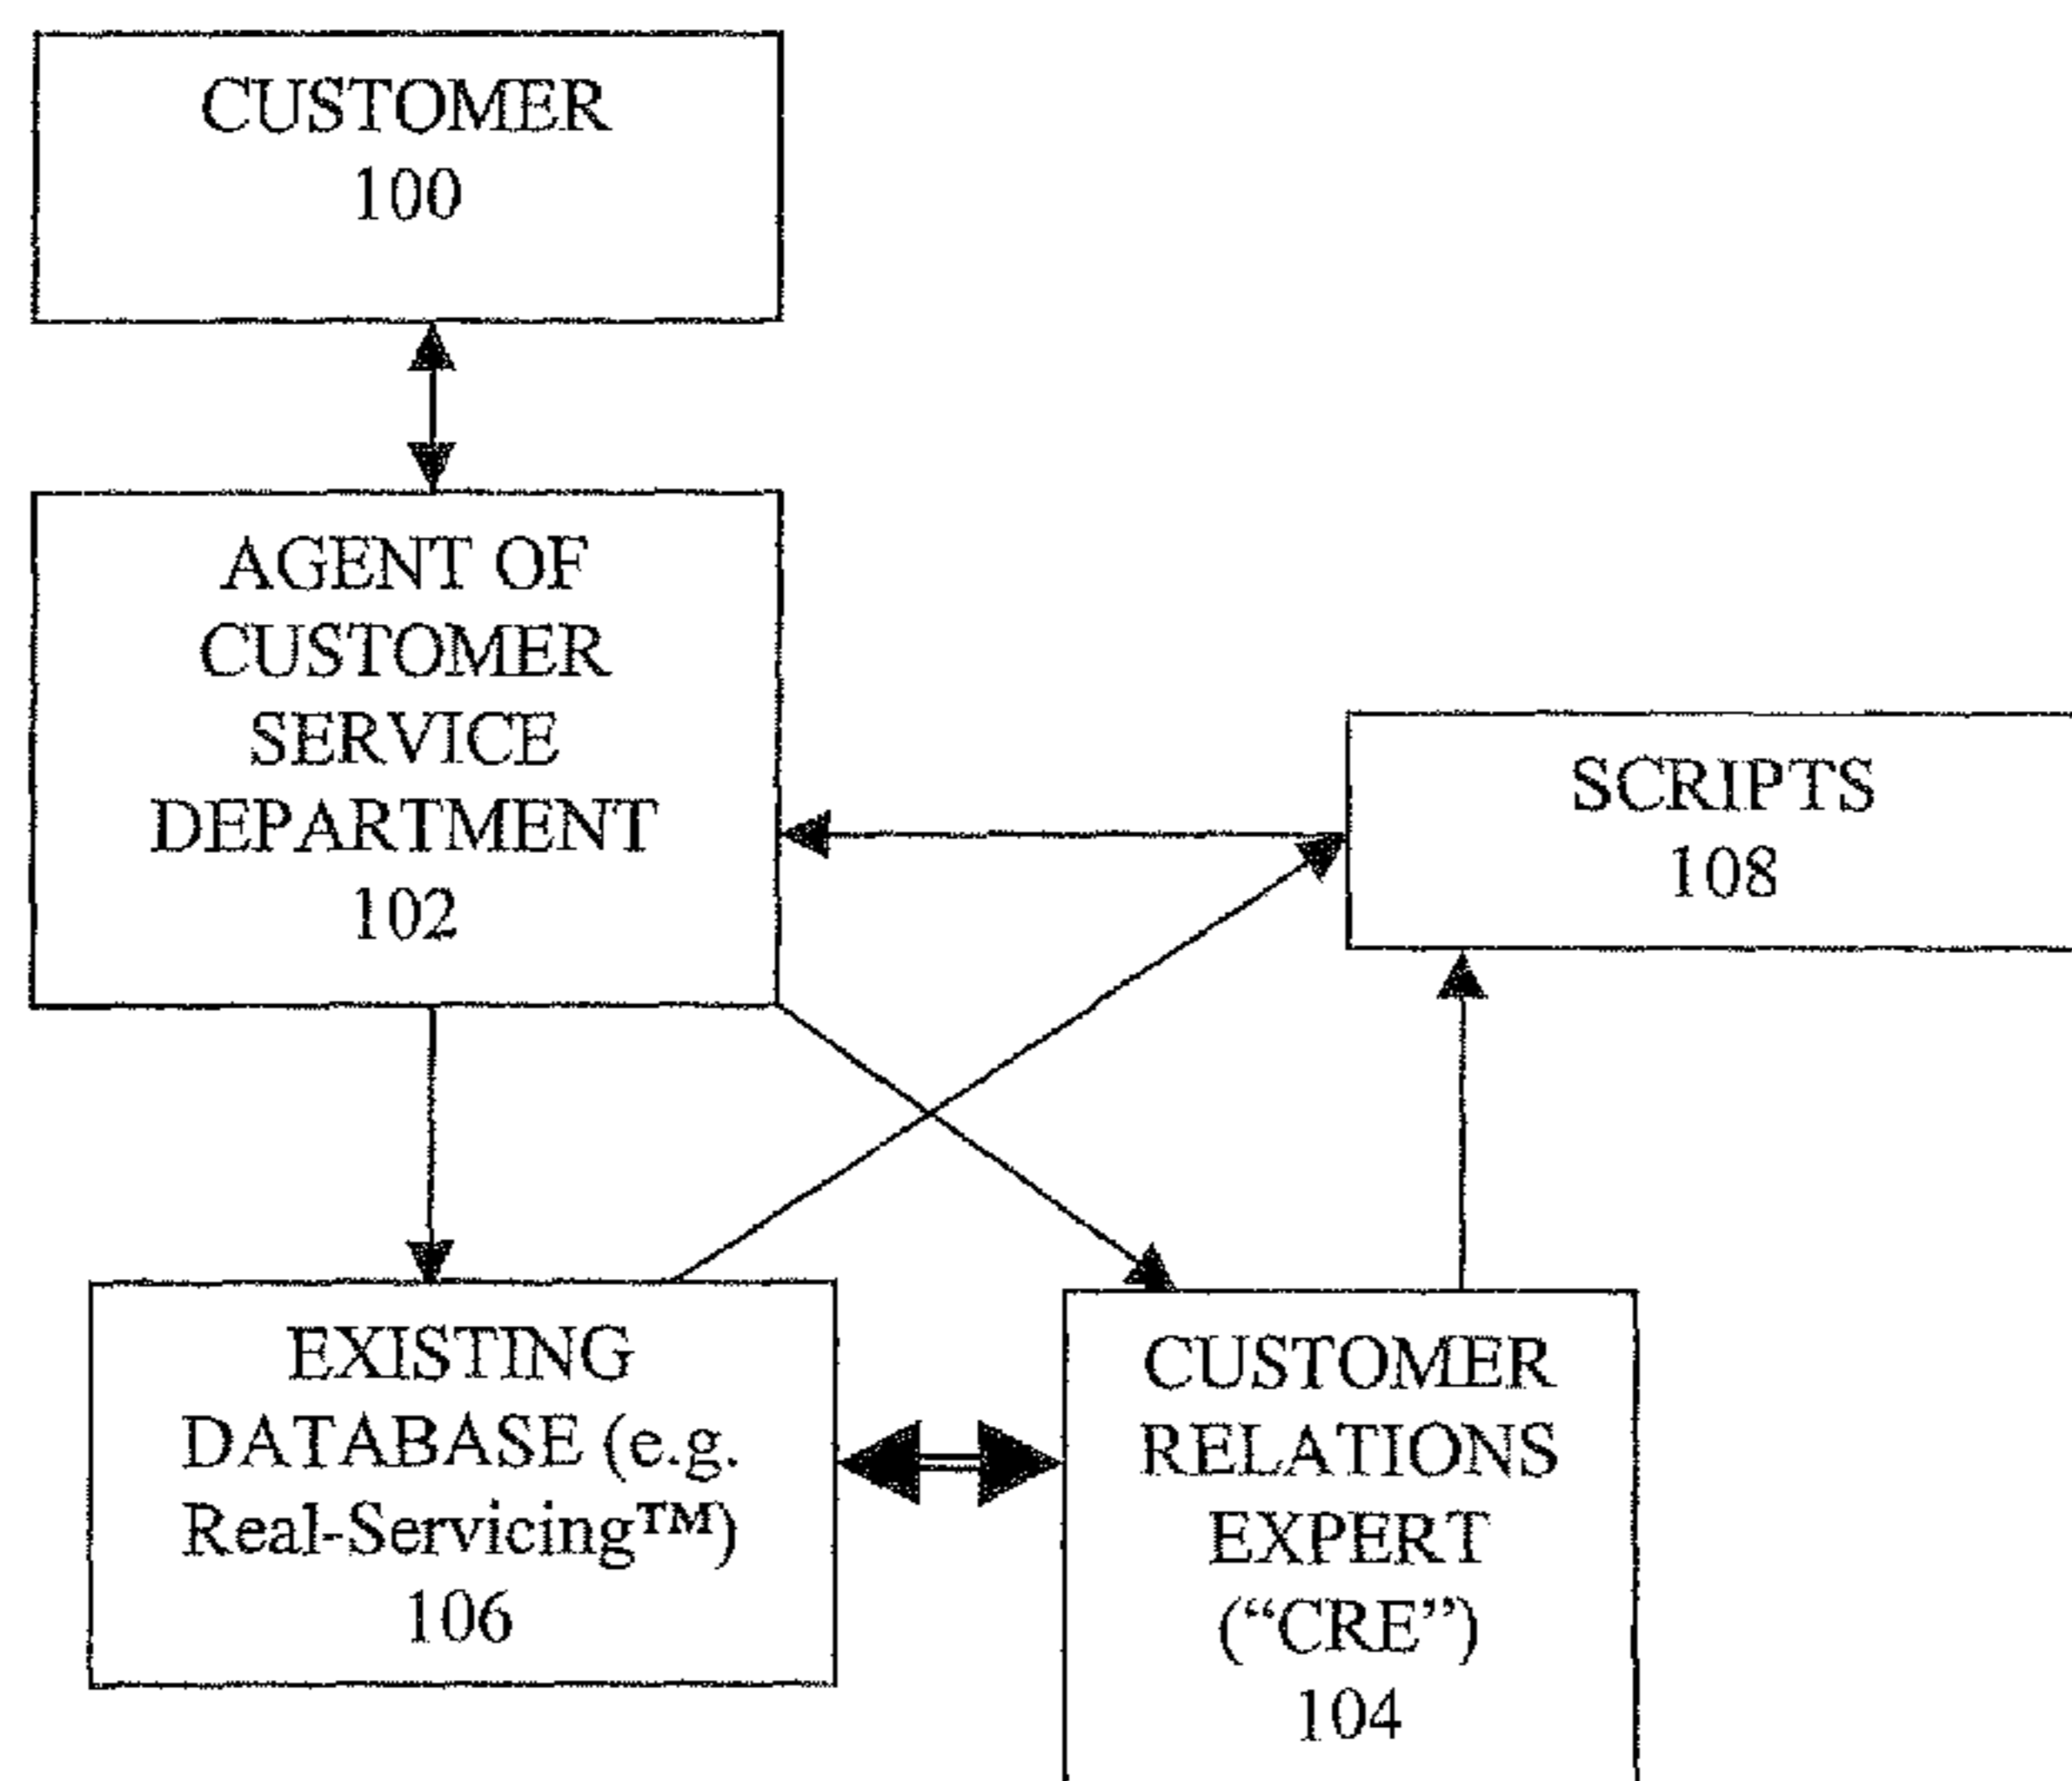 CUSTOMER
100
AGENT OF
CUSTOMER
SERVICE
DEPARTMENT
102
SCRIPTS
108
EXISTING
DATABASE (e.g.
Real-Servicing™)
106
CUSTOMER
RELATIONS
EXPERT
(“CRE”)
104